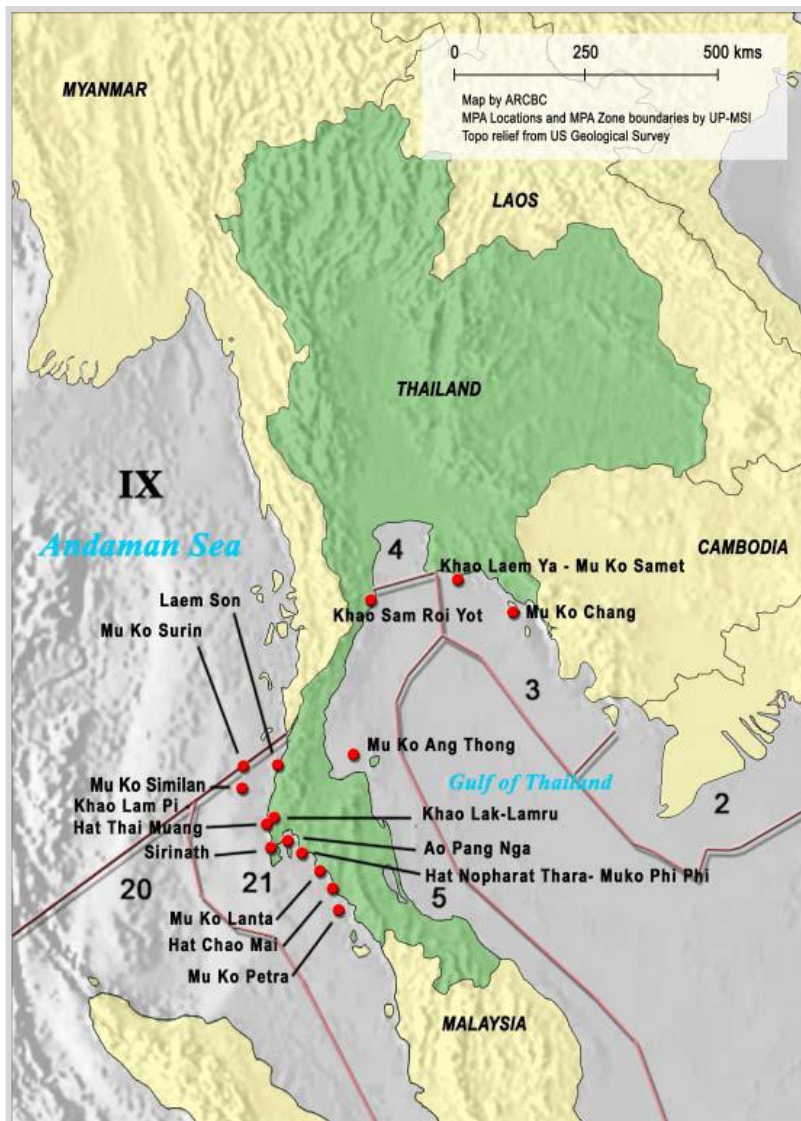 0 250 500 kms
Map by ARCBC
MPA Locations and MPA Zone boundaries by UP-MSI
Topo relief from US Geological Survey
MYANMAR
LAOS
THAILAND
IX
Andaman Sea
4
CAMBODIA
Khao Laem Ya - Mu Ko Samet
Laem Son
Khao Sam Roi Yot
Mu Ko Chang
Mu Ko Surin
3
Mu Ko Ang Thong
Gulf of Thailand
Mu Ko Similan
Khao Lam Pi -
Hat Thai Muang
2
Khao Lak-Lamru
Sirinath
Ao Pang Nga
Hat Nopharat Thara- Muko Phi Phi
20
21
5
Mu Ko Lanta
Hat Chao Mai
Mu Ko Petra
MALAYSIA